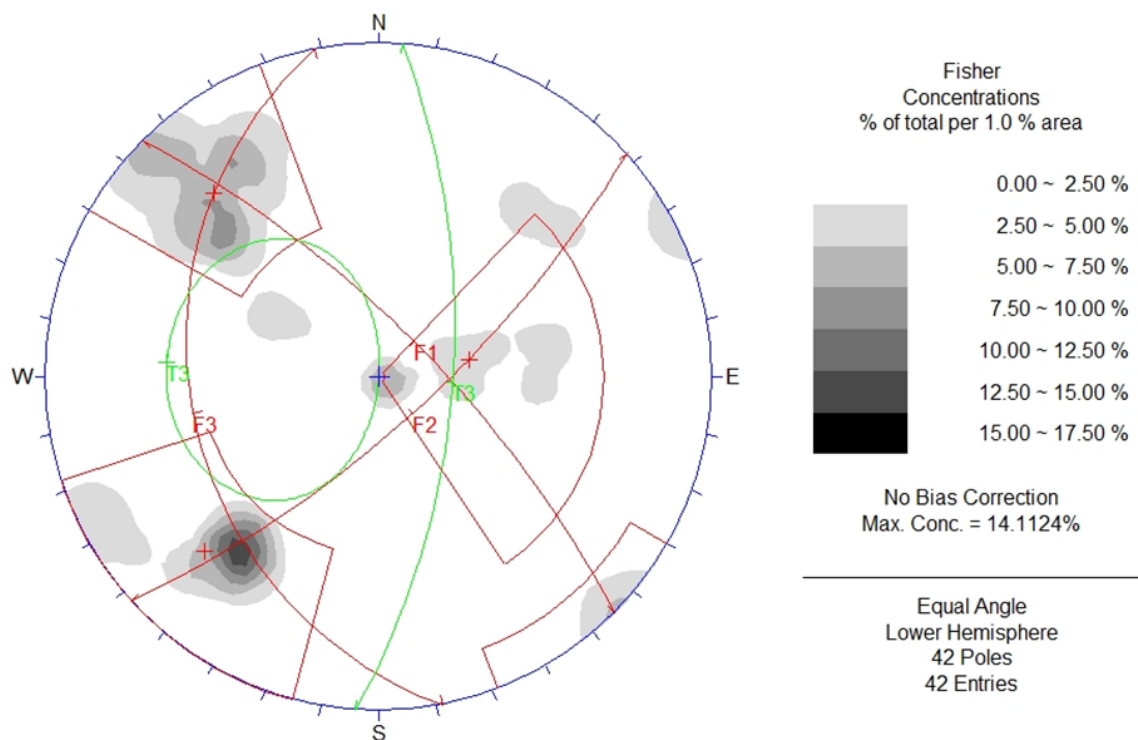 N
W
E
S
F1
F2
F3
T3
T3
Fisher
Concentrations
% of total per 1.0 % area
0.00 ~ 2.50 %
2.50 ~ 5.00 %
5.00 ~ 7.50 %
7.50 ~ 10.00 %
10.00 ~ 12.50 %
12.50 ~ 15.00 %
15.00 ~ 17.50 %
No Bias Correction
Max. Conc. = 14.1124%
Equal Angle
Lower Hemisphere
42 Poles
42 Entries